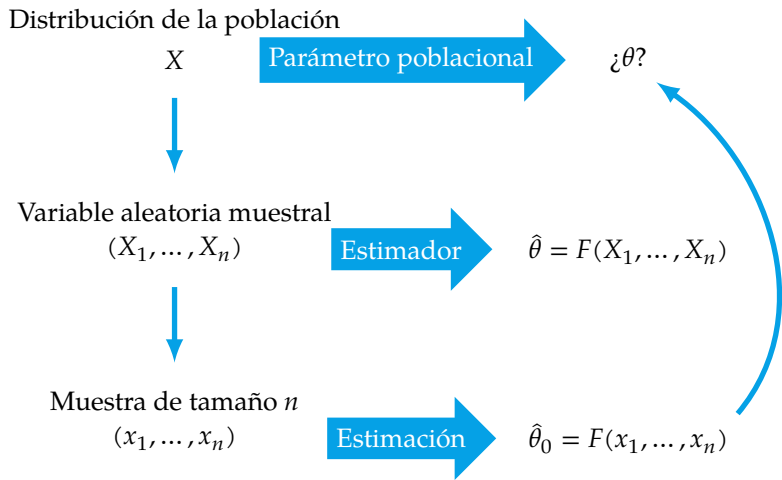 Distribución de la población
X
Parámetro poblacional
¿θ?
Variable aleatoria muestral
(X₁, … , Xₙ)
Estimador
θ̂ = F(X₁, … , Xₙ)
Muestra de tamaño n
(x₁, … , xₙ)
Estimación
θ̂₀ = F(x₁, … , xₙ)